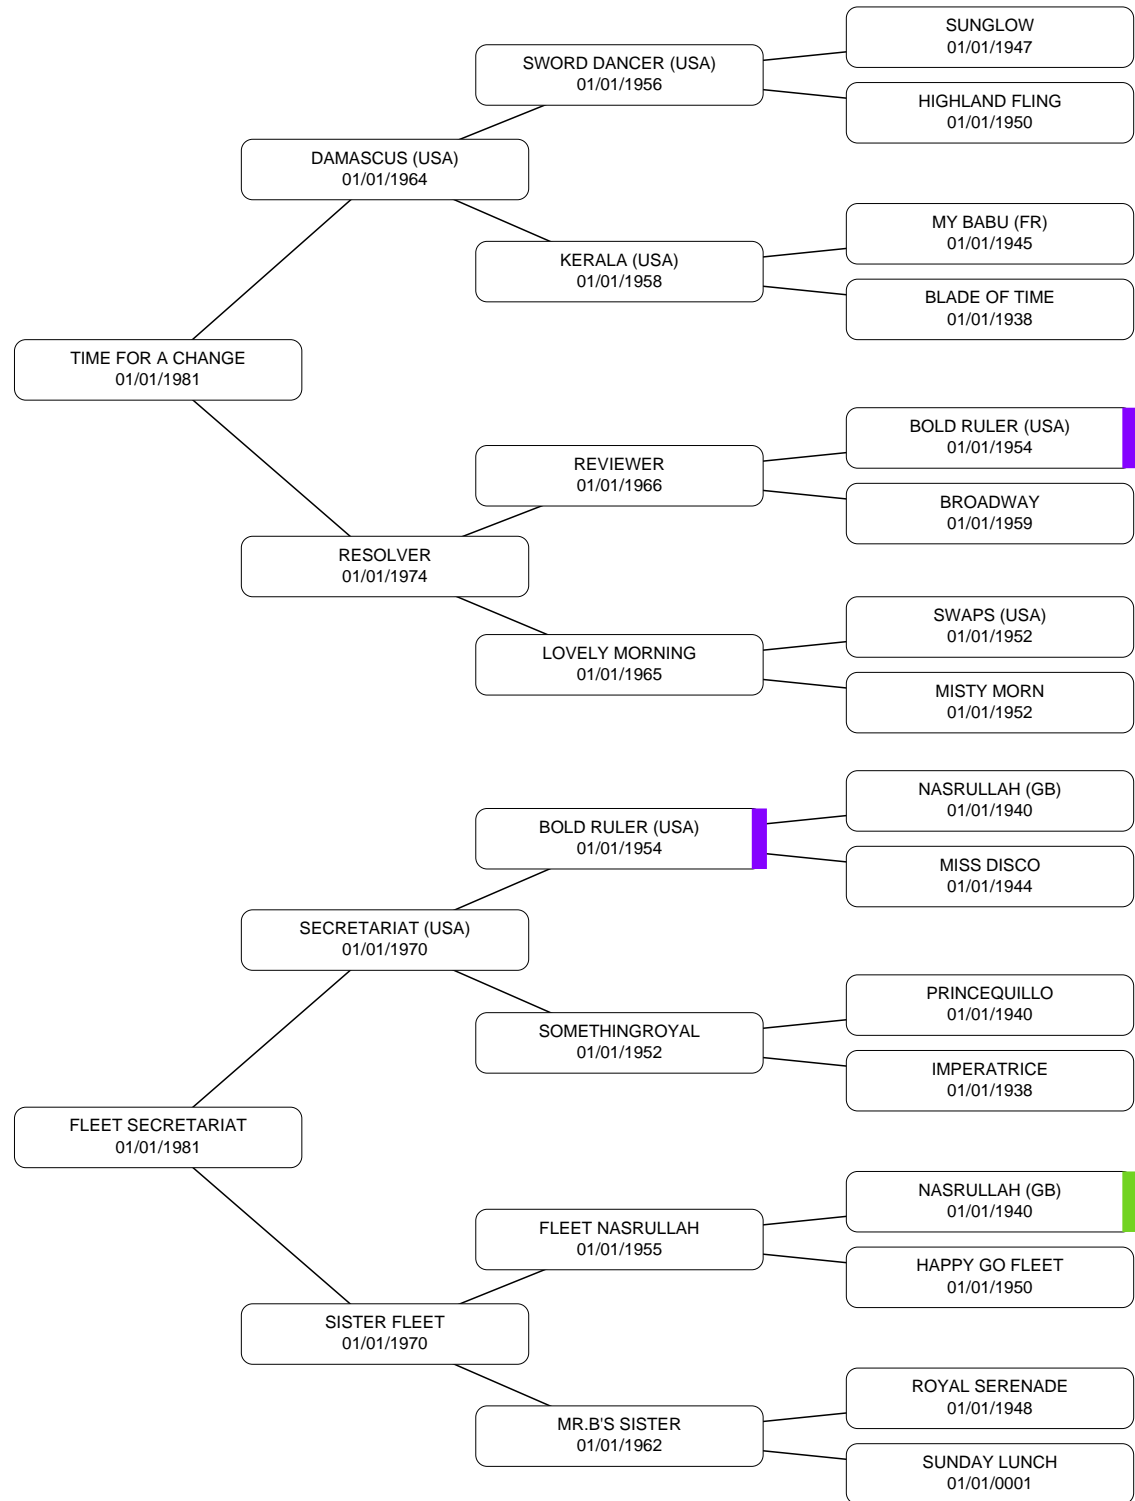 SUNGLOW
01/01/1947
SWORD DANCER (USA)
01/01/1956
HIGHLAND FLING
01/01/1950
DAMASCUS (USA)
01/01/1964
MY BABU (FR)
01/01/1945
KERALA (USA)
01/01/1958
BLADE OF TIME
01/01/1938
TIME FOR A CHANGE
01/01/1981
BOLD RULER (USA)
01/01/1954
REVIEWER
01/01/1966
BROADWAY
01/01/1959
RESOLVER
01/01/1974
SWAPS (USA)
01/01/1952
LOVELY MORNING
01/01/1965
MISTY MORN
01/01/1952
NASRULLAH (GB)
01/01/1940
BOLD RULER (USA)
01/01/1954
MISS DISCO
01/01/1944
SECRETARIAT (USA)
01/01/1970
PRINCEQUILLO
01/01/1940
SOMETHINGROYAL
01/01/1952
IMPERATRICE
01/01/1938
FLEET SECRETARIAT
01/01/1981
NASRULLAH (GB)
01/01/1940
FLEET NASRULLAH
01/01/1955
HAPPY GO FLEET
01/01/1950
SISTER FLEET
01/01/1970
ROYAL SERENADE
01/01/1948
MR.B'S SISTER
01/01/1962
SUNDAY LUNCH
01/01/0001